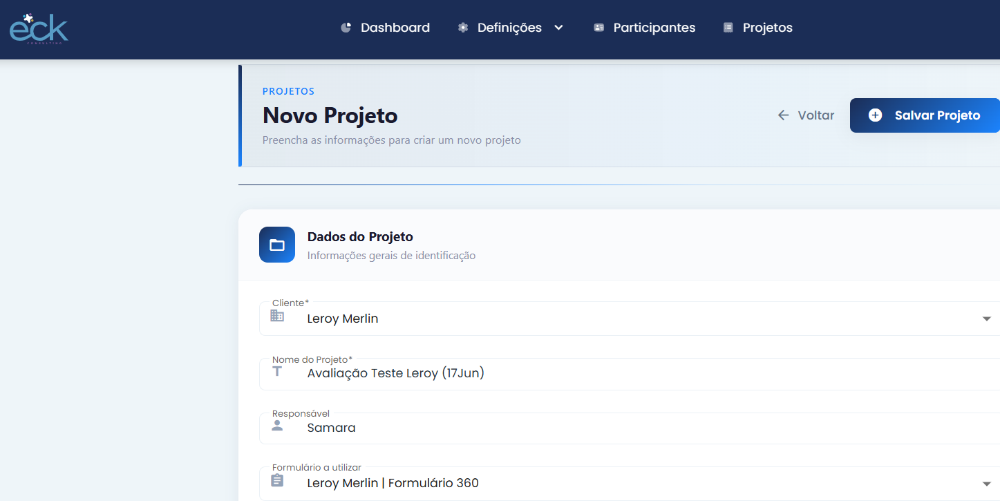 eck
CONSULTING
Dashboard
Definições
Participantes
Projetos
PROJETOS
Novo Projeto
Preencha as informações para criar um novo projeto
Voltar
Salvar Projeto
Dados do Projeto
Informações gerais de identificação
Cliente*
Leroy Merlin
Nome do Projeto*
Avaliação Teste Leroy (17Jun)
Responsável
Samara
Formulário a utilizar
Leroy Merlin | Formulário 360